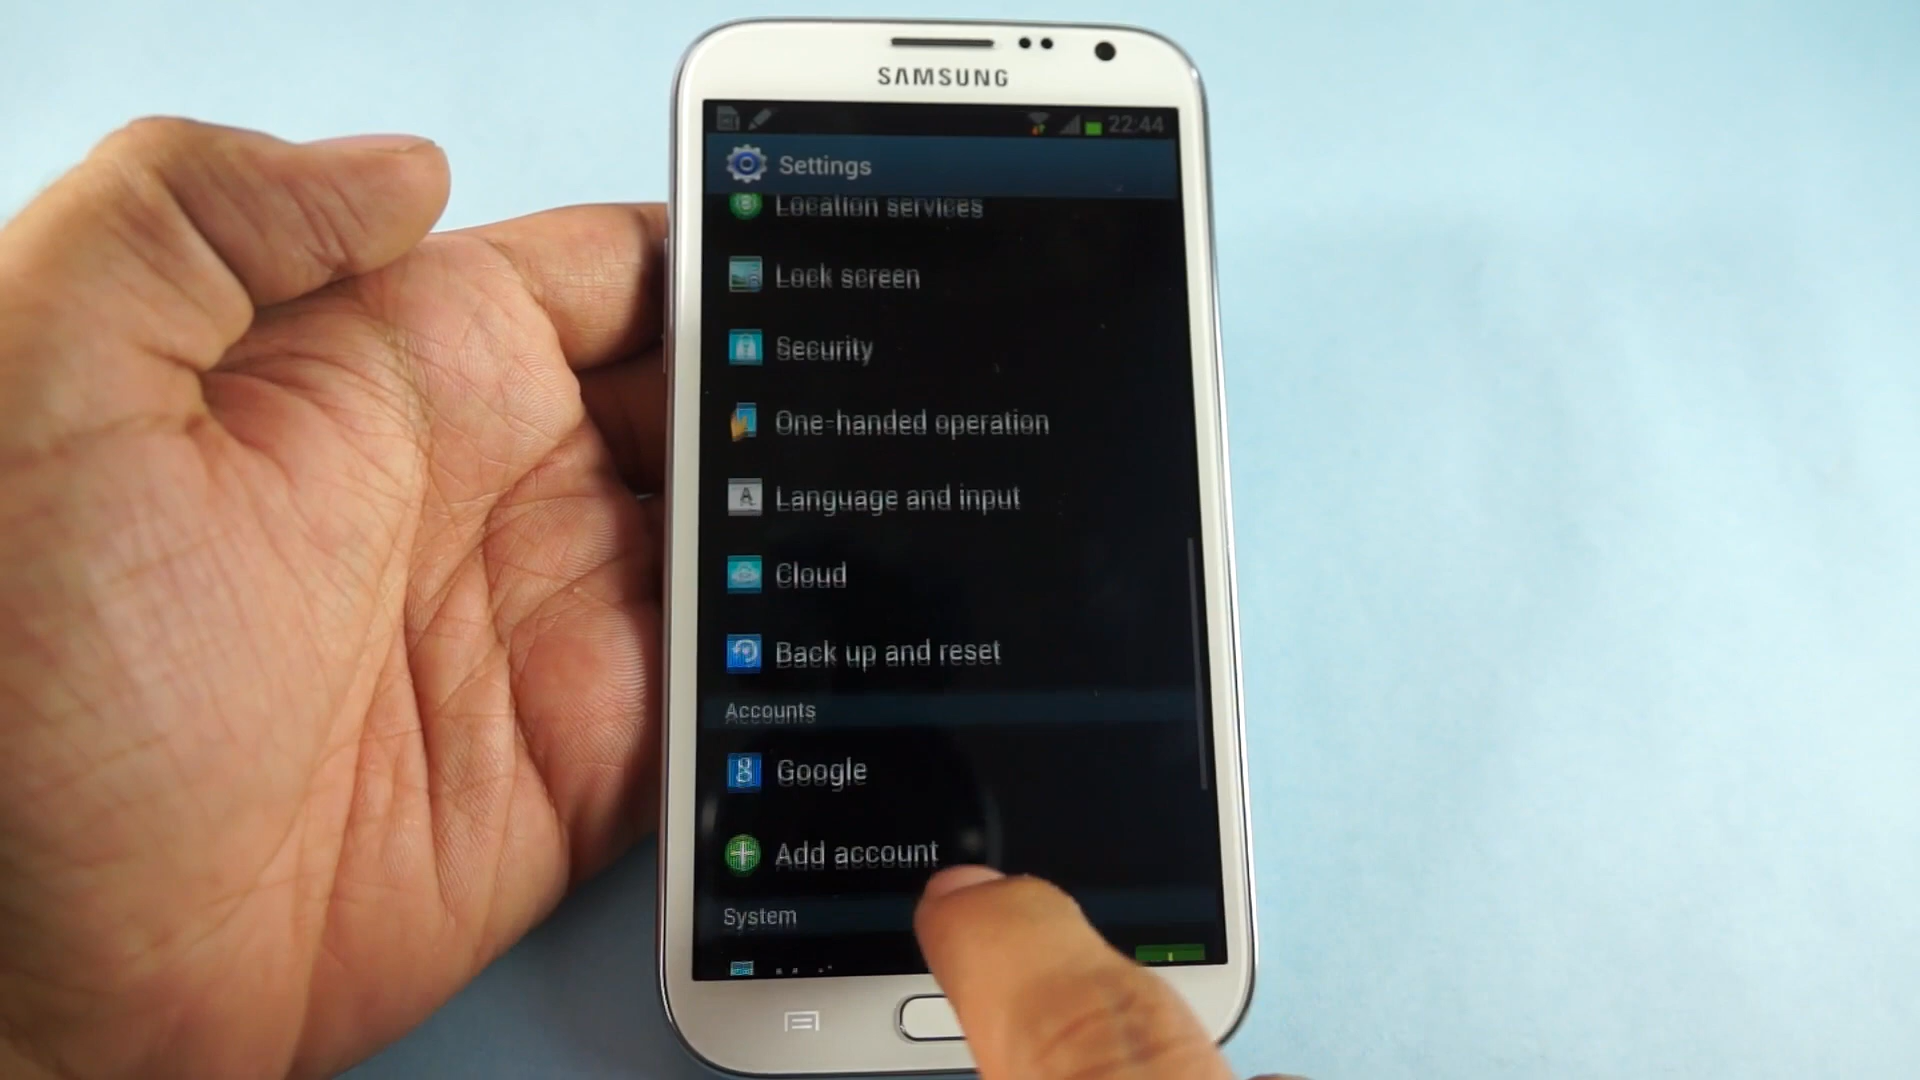 SAMSUNG
22:44
Settings
Location services
Lock screen
Security
One-handed operation
A Language and input
Cloud
Back up and reset
Accounts
8 Google
Add account
System